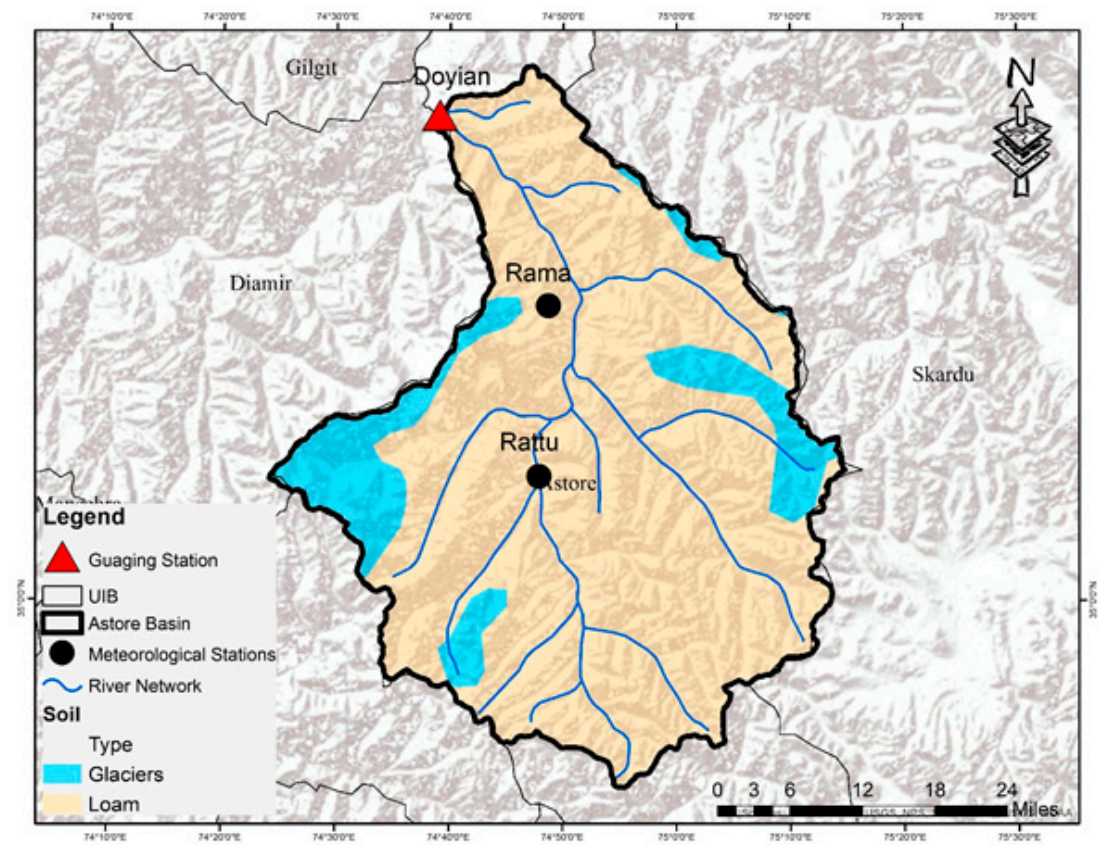 74°10'0"E 74°20'0"E 74°30'0"E 74°40'0"E 74°50'0"E 75°0'0"E 75°10'0"E 75°20'0"E 75°30'0"E
Gilgit
Doyian
N
Rama
Diamir
Skardu
Rattu
Astore
Legend
Guaging Station
UIB
Astore Basin
Meteorological Stations
River Network
Soil
Type
Glaciers
Loam
35°0'0"N
35°0'0"N
0 3 6 12 18 24
Miles
74°10'0"E 74°20'0"E 74°30'0"E 74°40'0"E 74°50'0"E 75°0'0"E 75°10'0"E 75°20'0"E 75°30'0"E